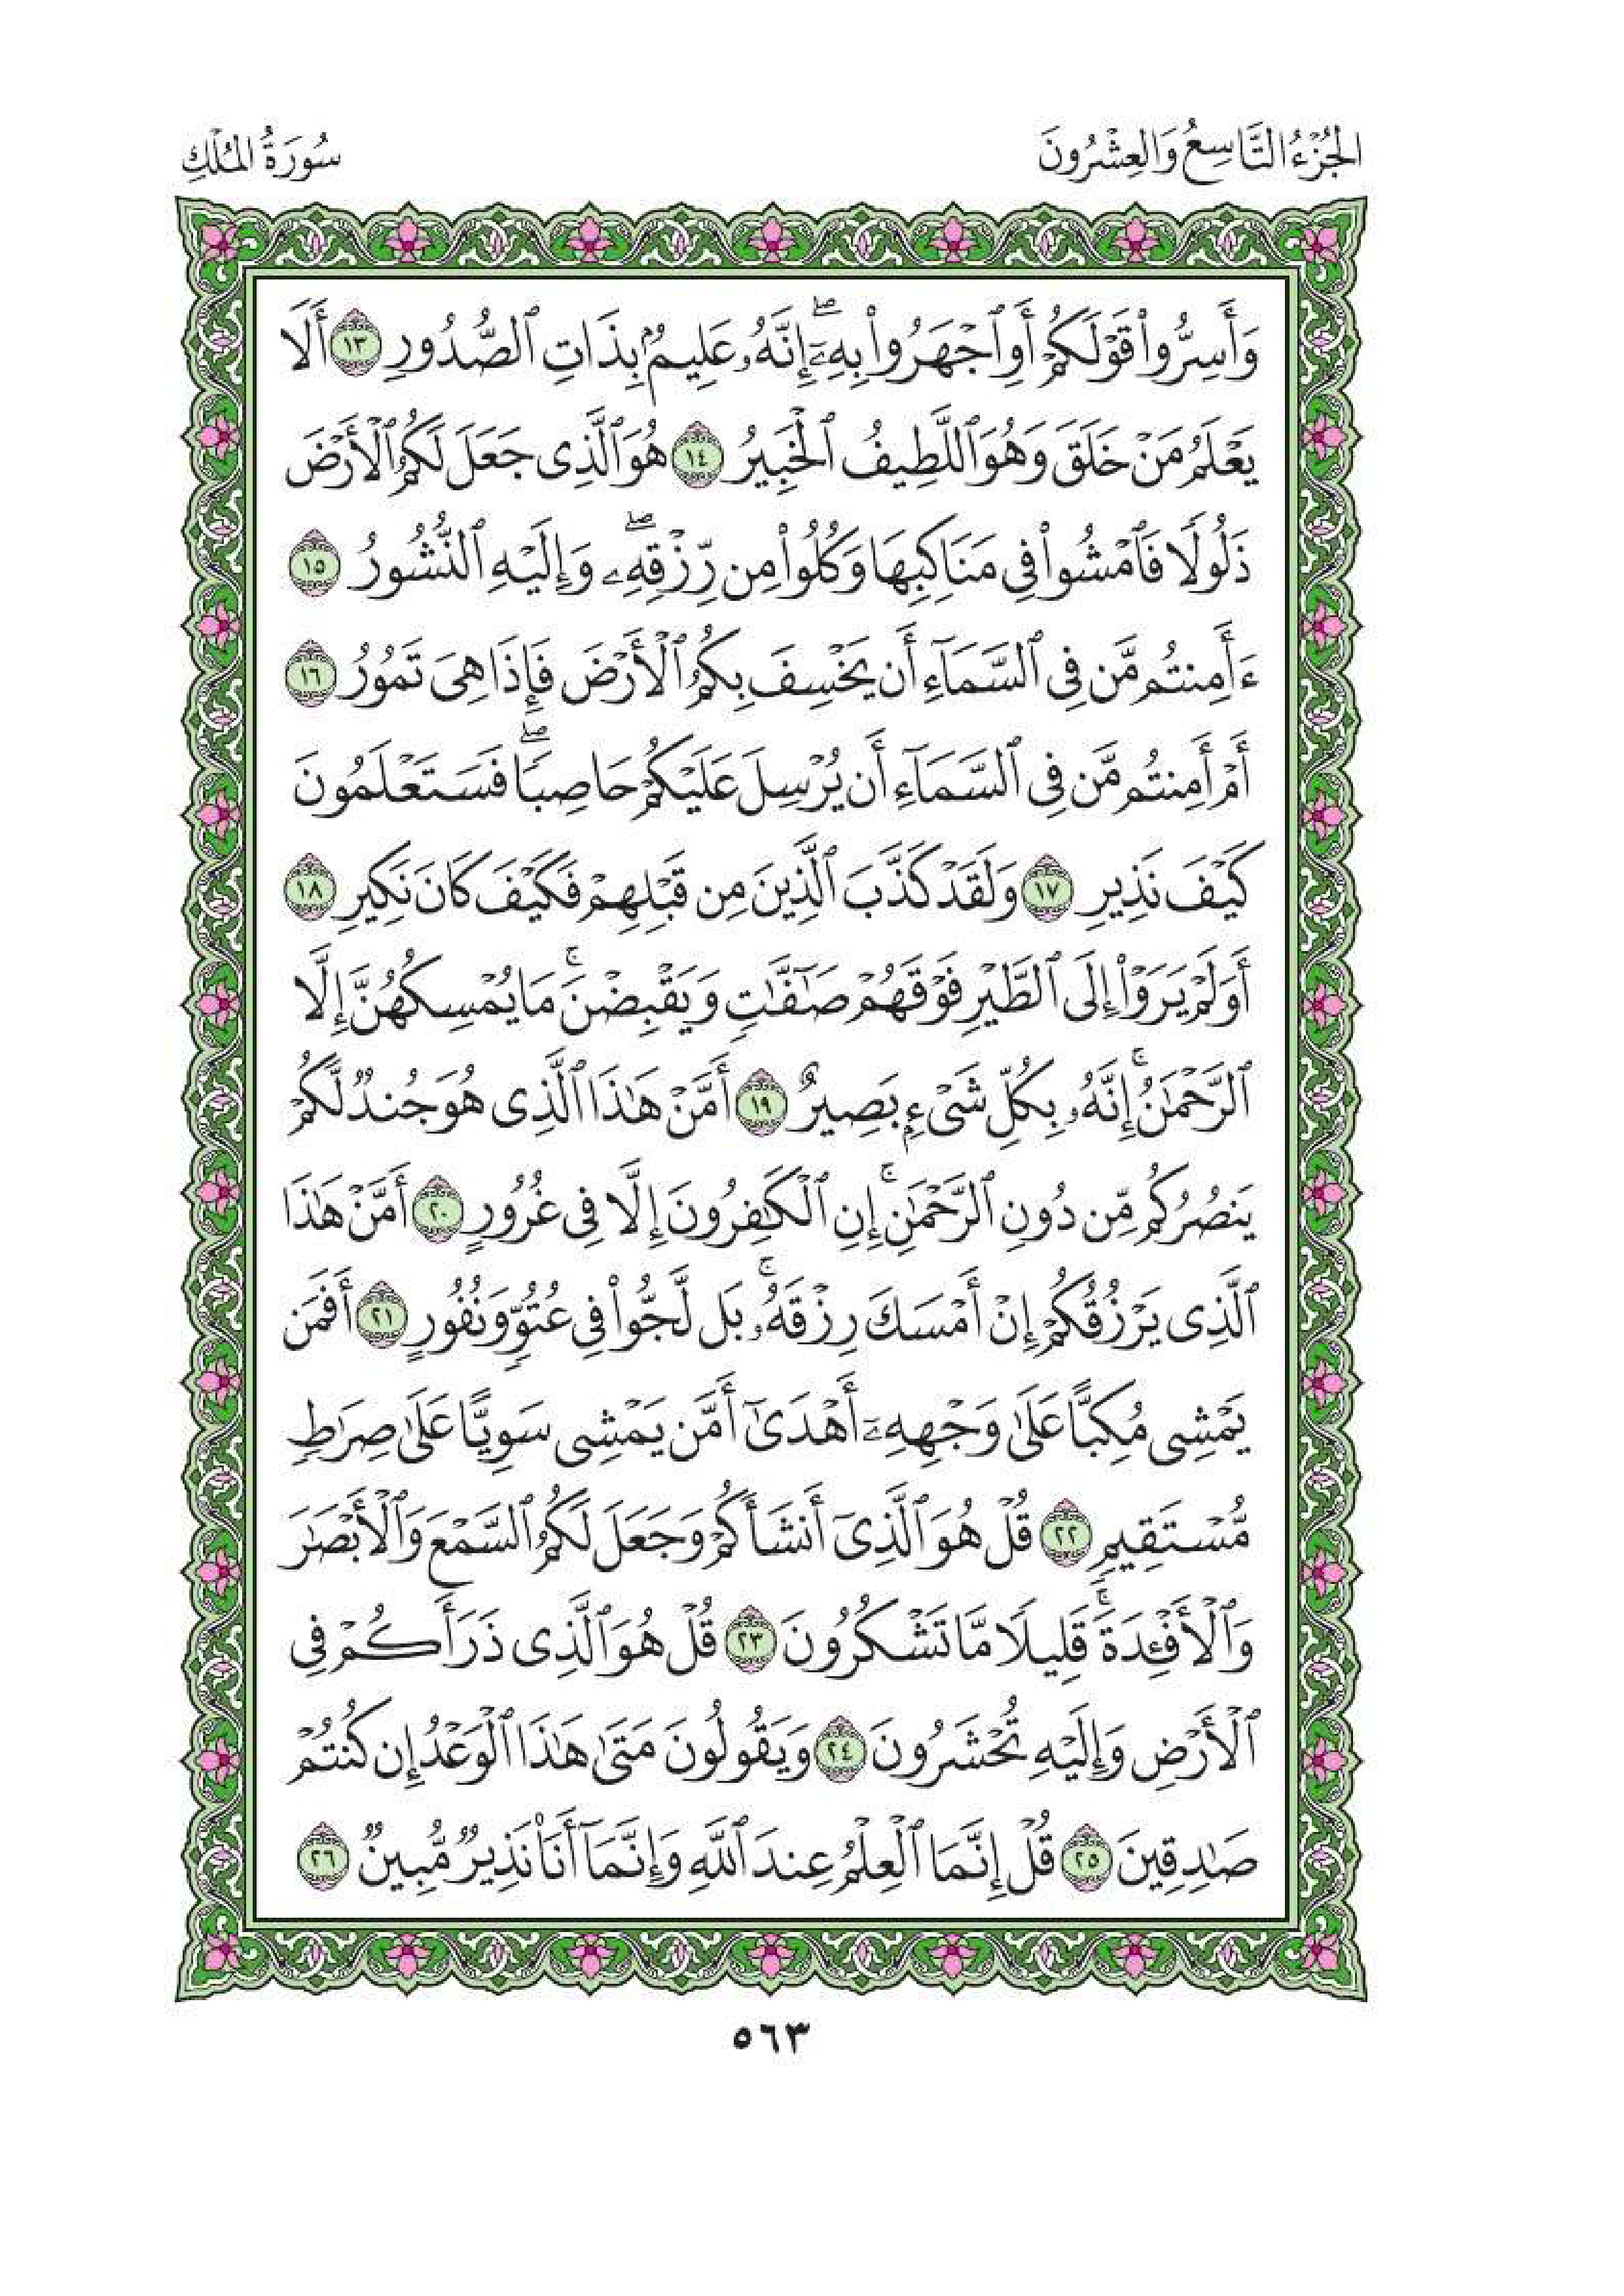 الجُزْءُ التَّاسِعُ وَالعِشْرُونَ
سُورَةُ المُلْكِ
وَأَسِرُّوا۟ قَوْلَكُمْ أَوِ ٱجْهَرُوا۟ بِهِۦٓ ۖ إِنَّهُۥ عَلِيمٌۢ بِذَاتِ ٱلصُّدُورِ ١٣ أَلَا
يَعْلَمُ مَنْ خَلَقَ وَهُوَ ٱللَّطِيفُ ٱلْخَبِيرُ ١٤ هُوَ ٱلَّذِى جَعَلَ لَكُمُ ٱلْأَرْضَ
ذَلُولًا فَٱمْشُوا۟ فِى مَنَاكِبِهَا وَكُلُوا۟ مِن رِّزْقِهِۦ ۖ وَإِلَيْهِ ٱلنُّشُورُ ١٥
ءَأَمِنتُم مَّن فِى ٱلسَّمَآءِ أَن يَخْسِفَ بِكُمُ ٱلْأَرْضَ فَإِذَا هِىَ تَمُورُ ١٦
أَمْ أَمِنتُم مَّن فِى ٱلسَّمَآءِ أَن يُرْسِلَ عَلَيْكُمْ حَاصِبًا ۖ فَسَتَعْلَمُونَ
كَيْفَ نَذِيرِ ١٧ وَلَقَدْ كَذَّبَ ٱلَّذِينَ مِن قَبْلِهِمْ فَكَيْفَ كَانَ نَكِيرِ ١٨
أَوَلَمْ يَرَوْا۟ إِلَى ٱلطَّيْرِ فَوْقَهُمْ صَٰٓفَّٰتٍ وَيَقْبِضْنَ ۚ مَا يُمْسِكُهُنَّ إِلَّا
ٱلرَّحْمَٰنُ ۚ إِنَّهُۥ بِكُلِّ شَىْءٍۭ بَصِيرٌ ١٩ أَمَّنْ هَٰذَا ٱلَّذِى هُوَ جُندٌ لَّكُمْ
يَنصُرُكُم مِّن دُونِ ٱلرَّحْمَٰنِ ۚ إِنِ ٱلْكَٰفِرُونَ إِلَّا فِى غُرُورٍ ٢٠ أَمَّنْ هَٰذَا
ٱلَّذِى يَرْزُقُكُمْ إِنْ أَمْسَكَ رِزْقَهُۥ ۚ بَل لَّجُّوا۟ فِى عُتُوٍّ وَنُفُورٍ ٢١ أَفَمَن
يَمْشِى مُكِبًّا عَلَىٰ وَجْهِهِۦٓ أَهْدَىٰٓ أَمَّن يَمْشِى سَوِيًّا عَلَىٰ صِرَٰطٍ
مُّسْتَقِيمٍ ٢٢ قُلْ هُوَ ٱلَّذِىٓ أَنشَأَكُمْ وَجَعَلَ لَكُمُ ٱلسَّمْعَ وَٱلْأَبْصَٰرَ
وَٱلْأَفْـِٔدَةَ ۖ قَلِيلًا مَّا تَشْكُرُونَ ٢٣ قُلْ هُوَ ٱلَّذِى ذَرَأَكُمْ فِى
ٱلْأَرْضِ وَإِلَيْهِ تُحْشَرُونَ ٢٤ وَيَقُولُونَ مَتَىٰ هَٰذَا ٱلْوَعْدُ إِن كُنتُمْ
صَٰدِقِينَ ٢٥ قُلْ إِنَّمَا ٱلْعِلْمُ عِندَ ٱللَّهِ وَإِنَّمَآ أَنَا۠ نَذِيرٌ مُّبِينٌ ٢٦
٥٦٣